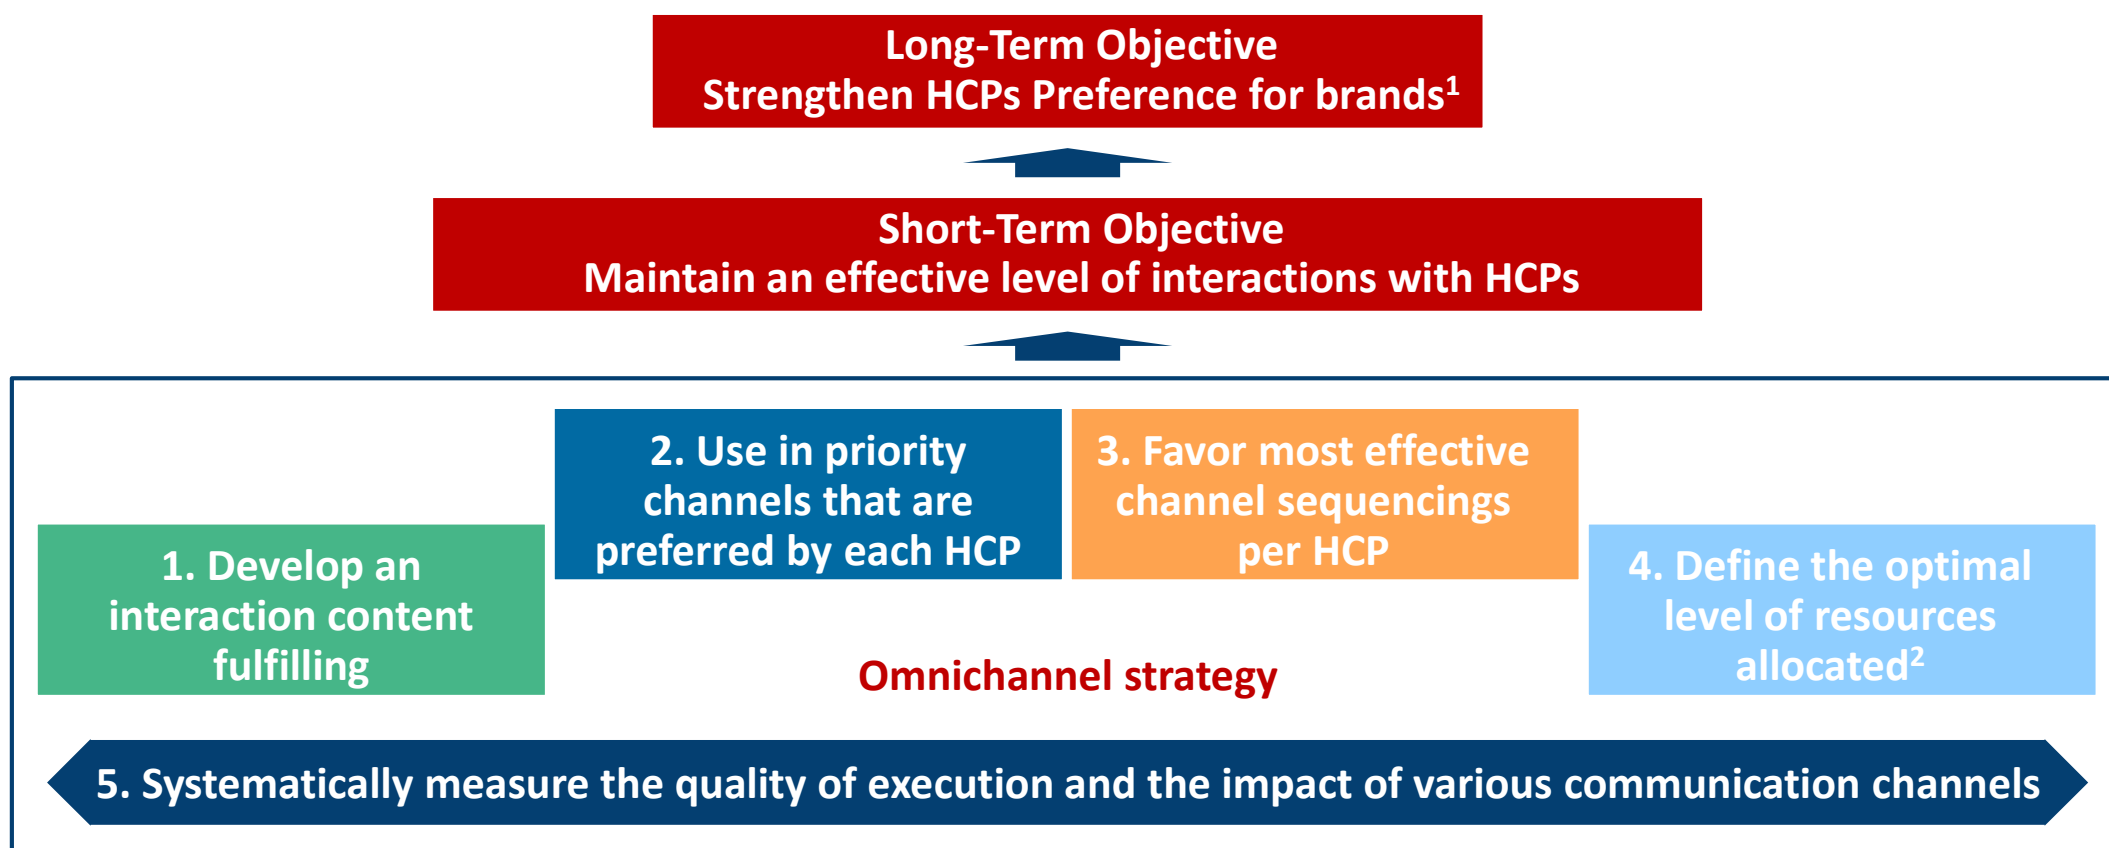 Long-Term Objective
Strengthen HCPs Preference for brands¹
Short-Term Objective
Maintain an effective level of interactions with HCPs
1. Develop an
interaction content
fulfilling
2. Use in priority
channels that are
preferred by each HCP
3. Favor most effective
channel sequencings
per HCP
4. Define the optimal
level of resources
allocated²
Omnichannel strategy
5. Systematically measure the quality of execution and the impact of various communication channels